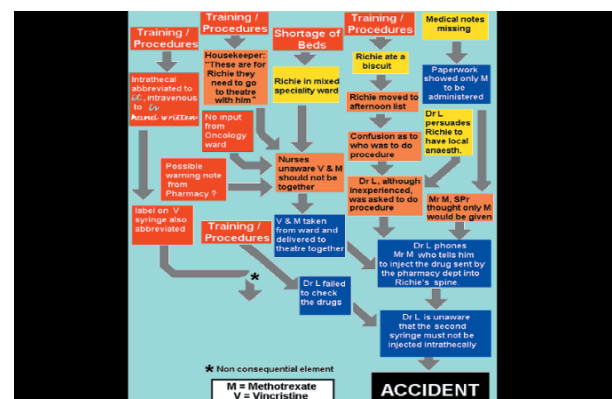 Training /
Procedures
Training /
Procedures
Shortage of
Beds
Training /
Procedures
Medical notes
missing
Housekeeper:
"These are for
Richie they
need to go
to theatre
with him"
Richie ate a
biscuit
Intrathecal
abbreviated to
it, intravenous
to iv
hand written
Richie in mixed
speciality ward
Paperwork
showed only M
to be
administered
Richie moved to
afternoon list
No input
from
Oncology
ward
Dr L
persuades
Richie to
have local
anaesth.
Confusion as to
who was to do
procedure
Nurses
unaware V & M
should not be
together
Possible
warning note
from
Pharmacy ?
Dr L, although
inexperienced,
was asked to do
procedure
Mr M, SPr
thought only M
would be given
label on V
syringe also
abbreviated
Training /
Procedures
V & M taken
from ward and
delivered to
theatre together
Dr L phones
Mr M who tells him
to inject the drug sent by
the pharmacy dept into
Richie's spine.
*
Dr L failed
to check
the drugs
Dr L is unaware
that the second
syringe must not be
injected intrathecally
* Non consequential element
M = Methotrexate
V = Vincristine
ACCIDENT